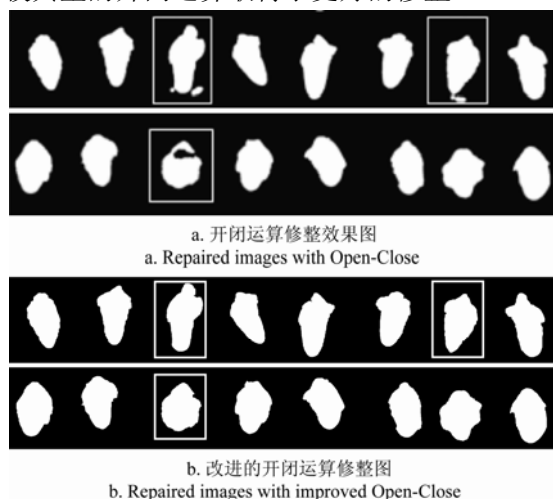 a. 开闭运算修整效果图
a. Repaired images with Open-Close
b. 改进的开闭运算修整图
b. Repaired images with improved Open-Close